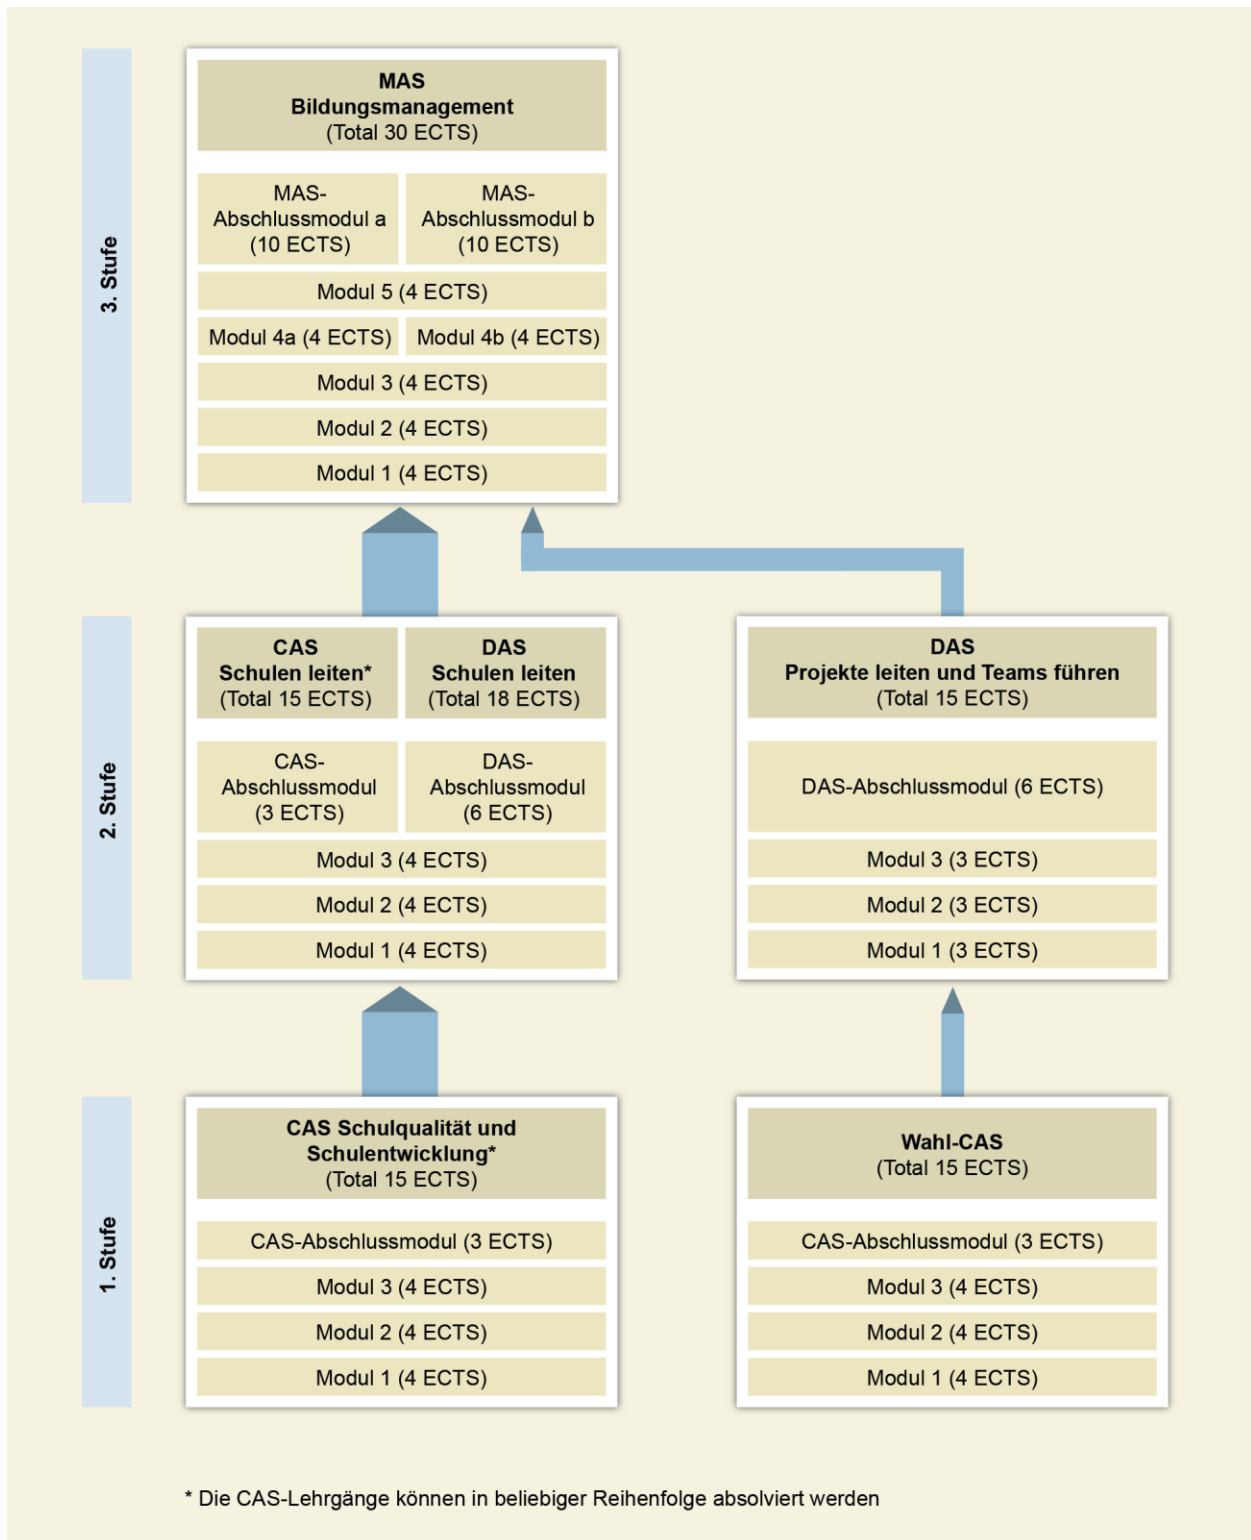 3. Stufe
MAS
Bildungsmanagement
(Total 30 ECTS)
MAS-
Abschlussmodul a
(10 ECTS)
MAS-
Abschlussmodul b
(10 ECTS)
Modul 5 (4 ECTS)
Modul 4a (4 ECTS)
Modul 4b (4 ECTS)
Modul 3 (4 ECTS)
Modul 2 (4 ECTS)
Modul 1 (4 ECTS)
2. Stufe
CAS
Schulen leiten*
(Total 15 ECTS)
DAS
Schulen leiten
(Total 18 ECTS)
CAS-
Abschlussmodul
(3 ECTS)
DAS-
Abschlussmodul
(6 ECTS)
Modul 3 (4 ECTS)
Modul 2 (4 ECTS)
Modul 1 (4 ECTS)
DAS
Projekte leiten und Teams führen
(Total 15 ECTS)
DAS-Abschlussmodul (6 ECTS)
Modul 3 (3 ECTS)
Modul 2 (3 ECTS)
Modul 1 (3 ECTS)
1. Stufe
CAS Schulqualität und
Schulentwicklung*
(Total 15 ECTS)
CAS-Abschlussmodul (3 ECTS)
Modul 3 (4 ECTS)
Modul 2 (4 ECTS)
Modul 1 (4 ECTS)
Wahl-CAS
(Total 15 ECTS)
CAS-Abschlussmodul (3 ECTS)
Modul 3 (4 ECTS)
Modul 2 (4 ECTS)
Modul 1 (4 ECTS)
* Die CAS-Lehrgänge können in beliebiger Reihenfolge absolviert werden